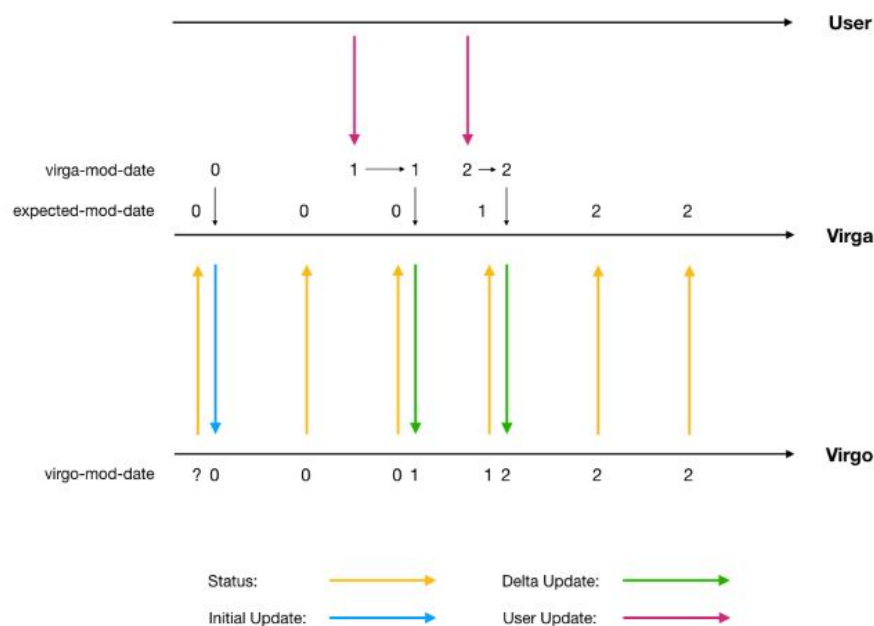 User
virga-mod-date 0 1 1 2 2
expected-mod-date 0 0 0 1 2 2
Virga
Virgo
virgo-mod-date ? 0 0 0 1 1 2 2 2
Status: Delta Update:
Initial Update: User Update: